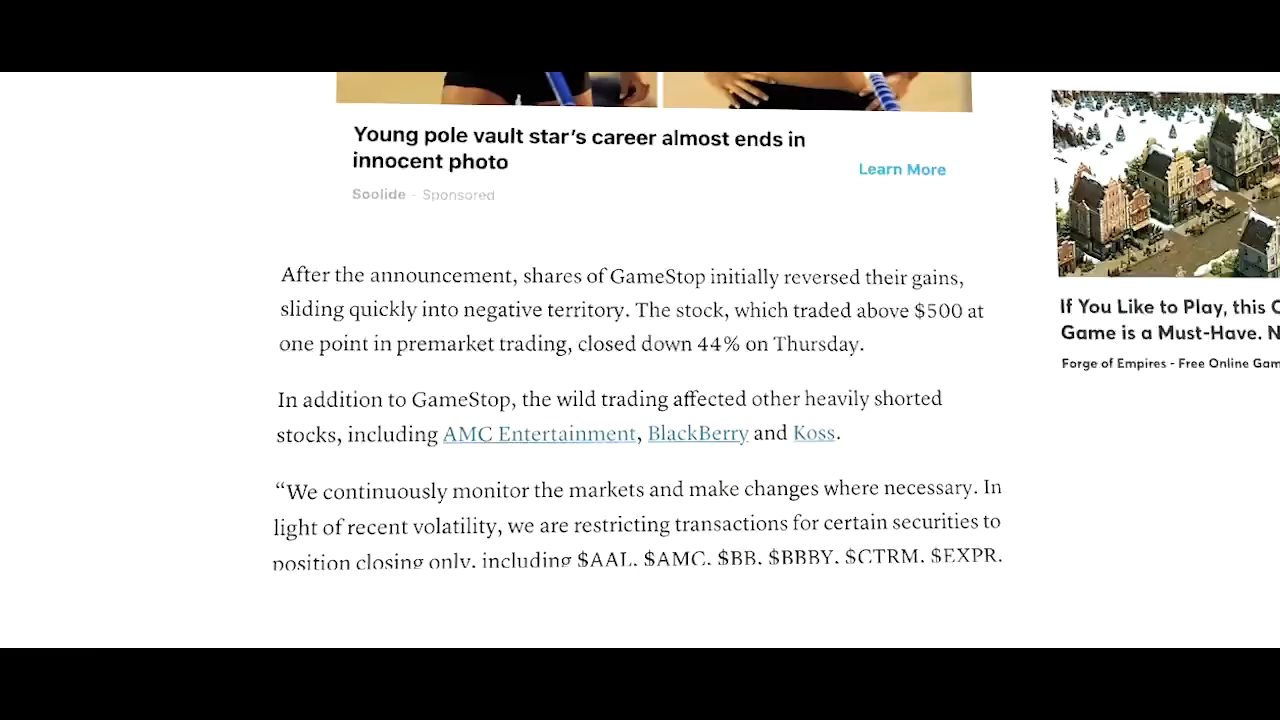 Young pole vault star’s career almost ends in
innocent photo
Learn More
Soolide - Sponsored
After the announcement, shares of GameStop initially reversed their gains,
sliding quickly into negative territory. The stock, which traded above $500 at
one point in premarket trading, closed down 44% on Thursday.
In addition to GameStop, the wild trading affected other heavily shorted
stocks, including AMC Entertainment, BlackBerry and Koss.
“We continuously monitor the markets and make changes where necessary. In
light of recent volatility, we are restricting transactions for certain securities to
position closing only, including $AAL, $AMC, $BB, $BBBY, $CTRM, $EXPR,
If You Like to Play, this
Game is a Must-Have.
Forge of Empires - Free Online